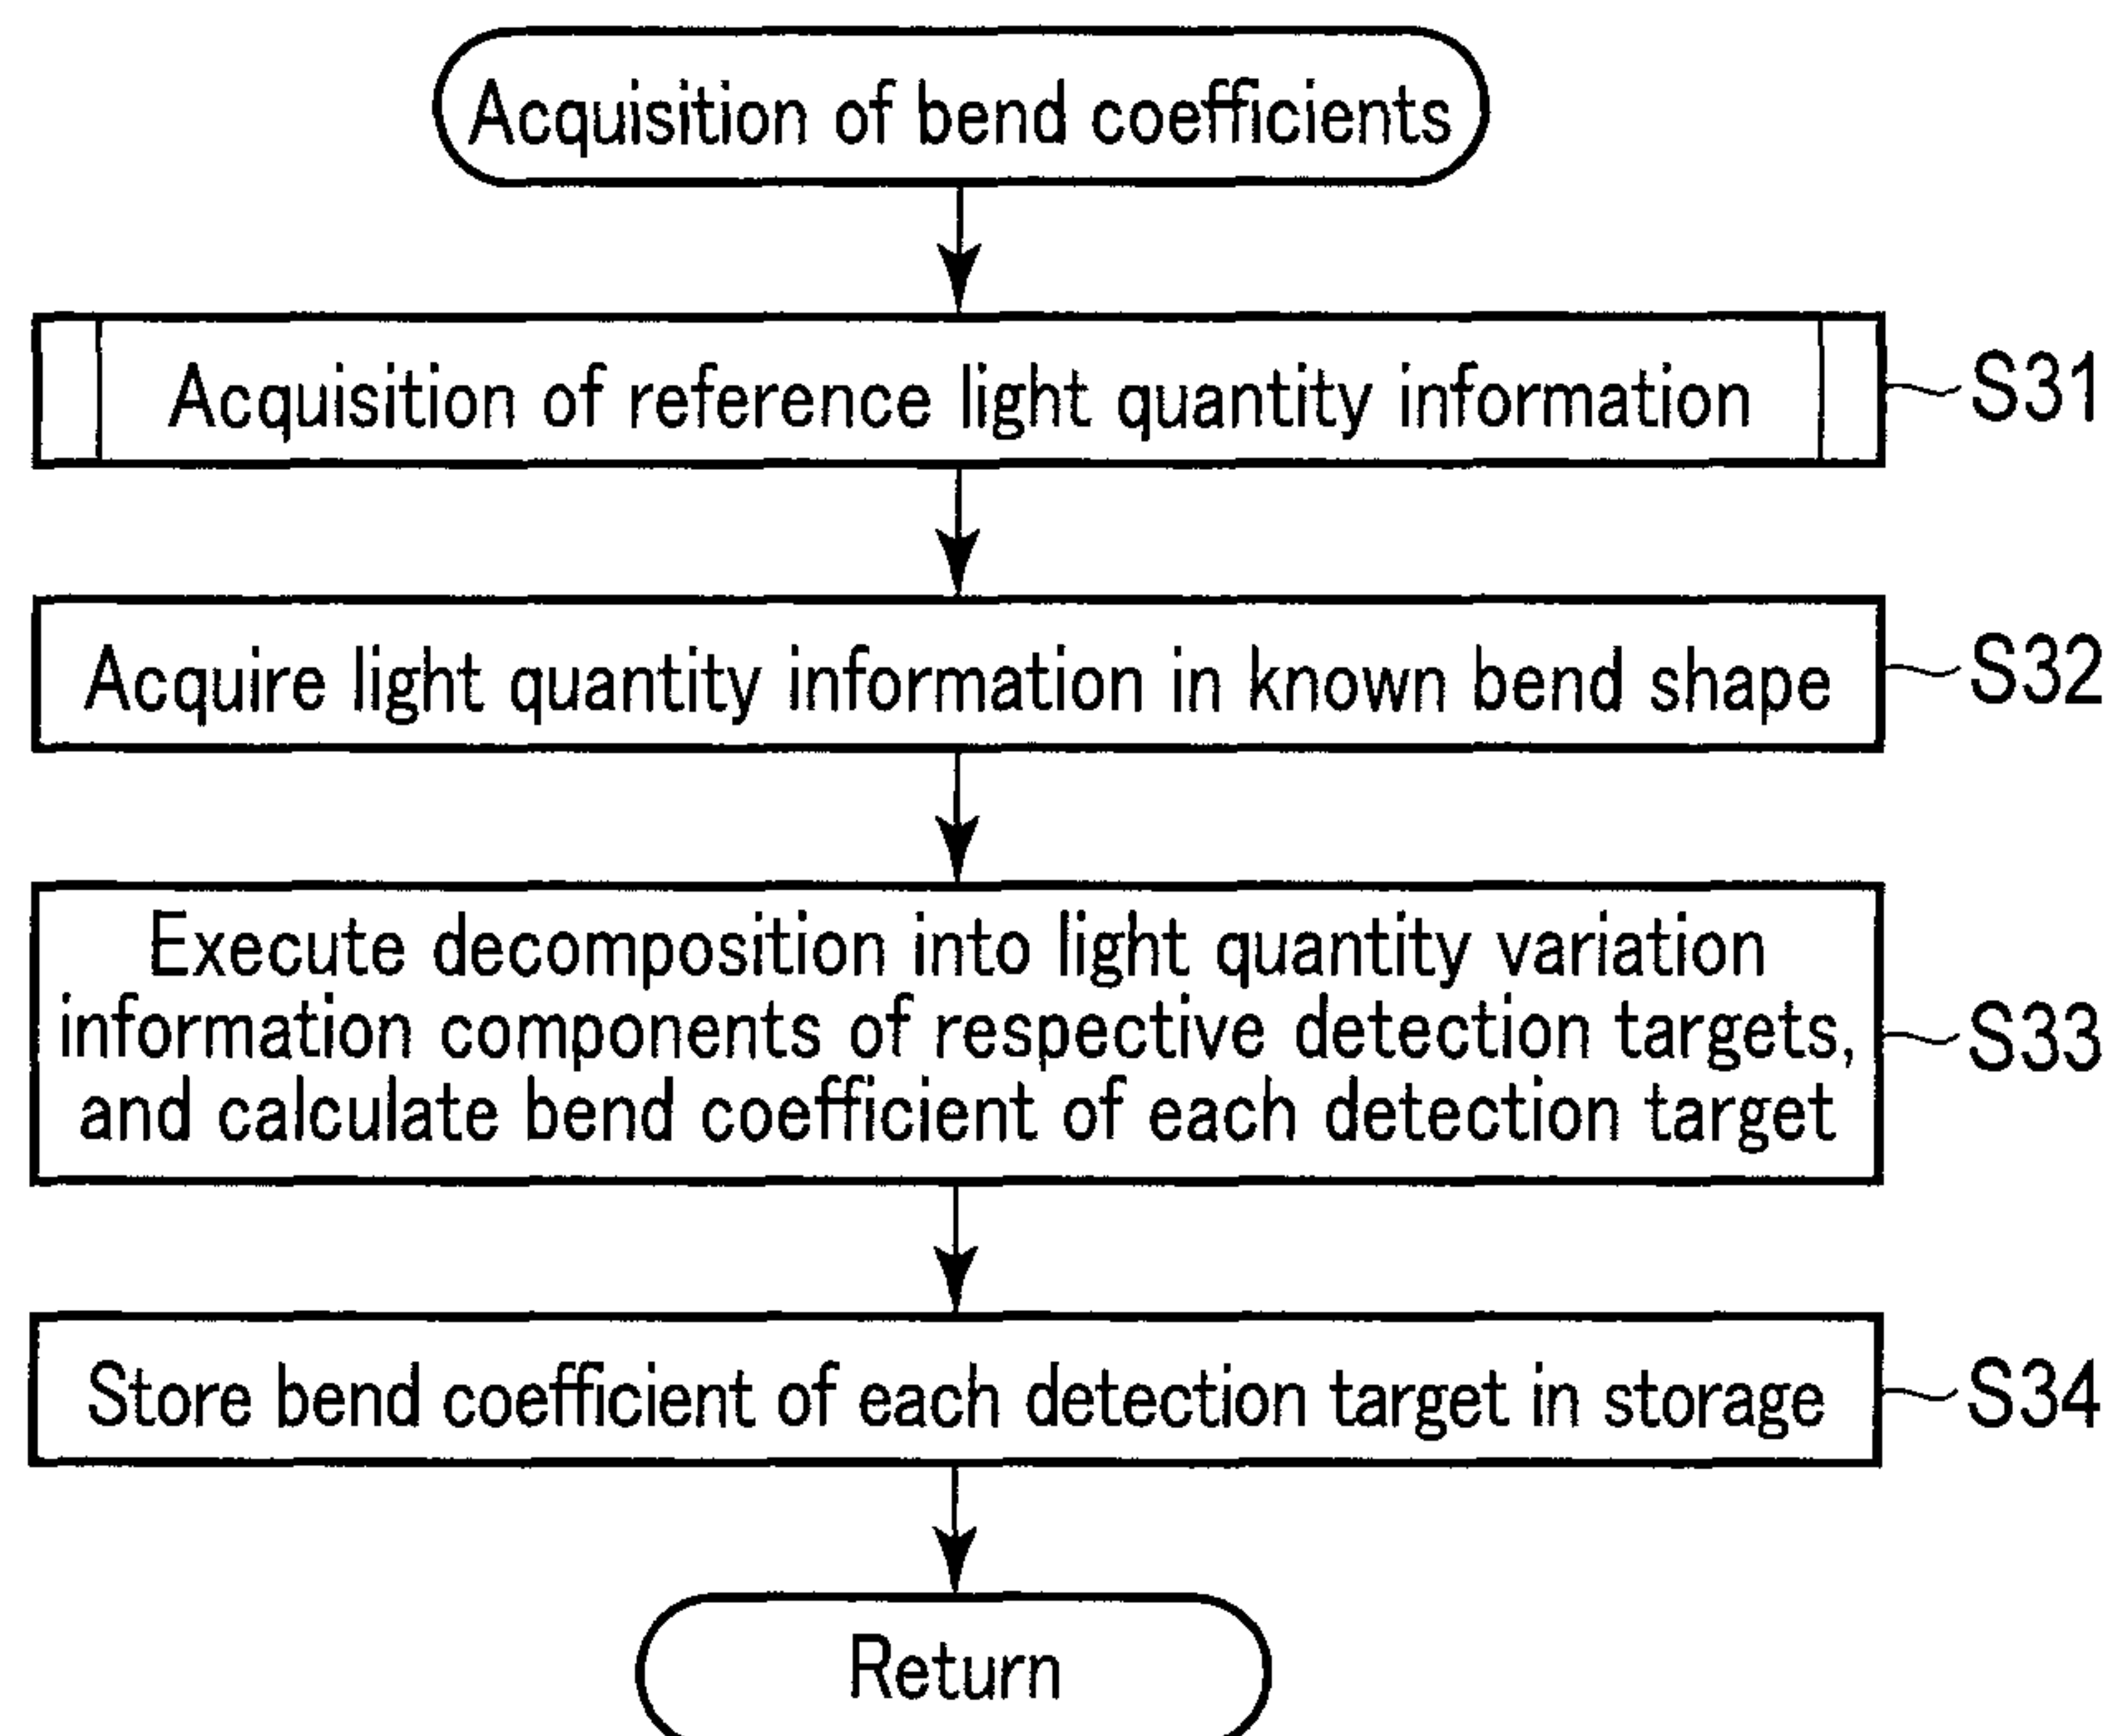 Acquisition of bend coefficients
Acquisition of reference light quantity information
S31
Acquire light quantity information in known bend shape
S32
Execute decomposition into light quantity variation
information components of respective detection targets,
and calculate bend coefficient of each detection target
S33
Store bend coefficient of each detection target in storage
S34
Return